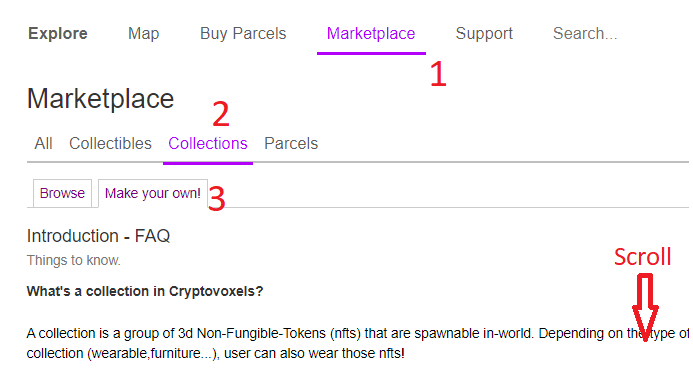 Explore Map Buy Parcels Marketplace Support Search...
1
Marketplace
2
All Collectibles Collections Parcels
Browse Make your own! 3
Introduction - FAQ
Things to know.
Scroll
What's a collection in Cryptovoxels?
A collection is a group of 3d Non-Fungible-Tokens (nfts) that are spawnable in-world. Depending on the type of
collection (wearable,furniture...), user can also wear those nfts!